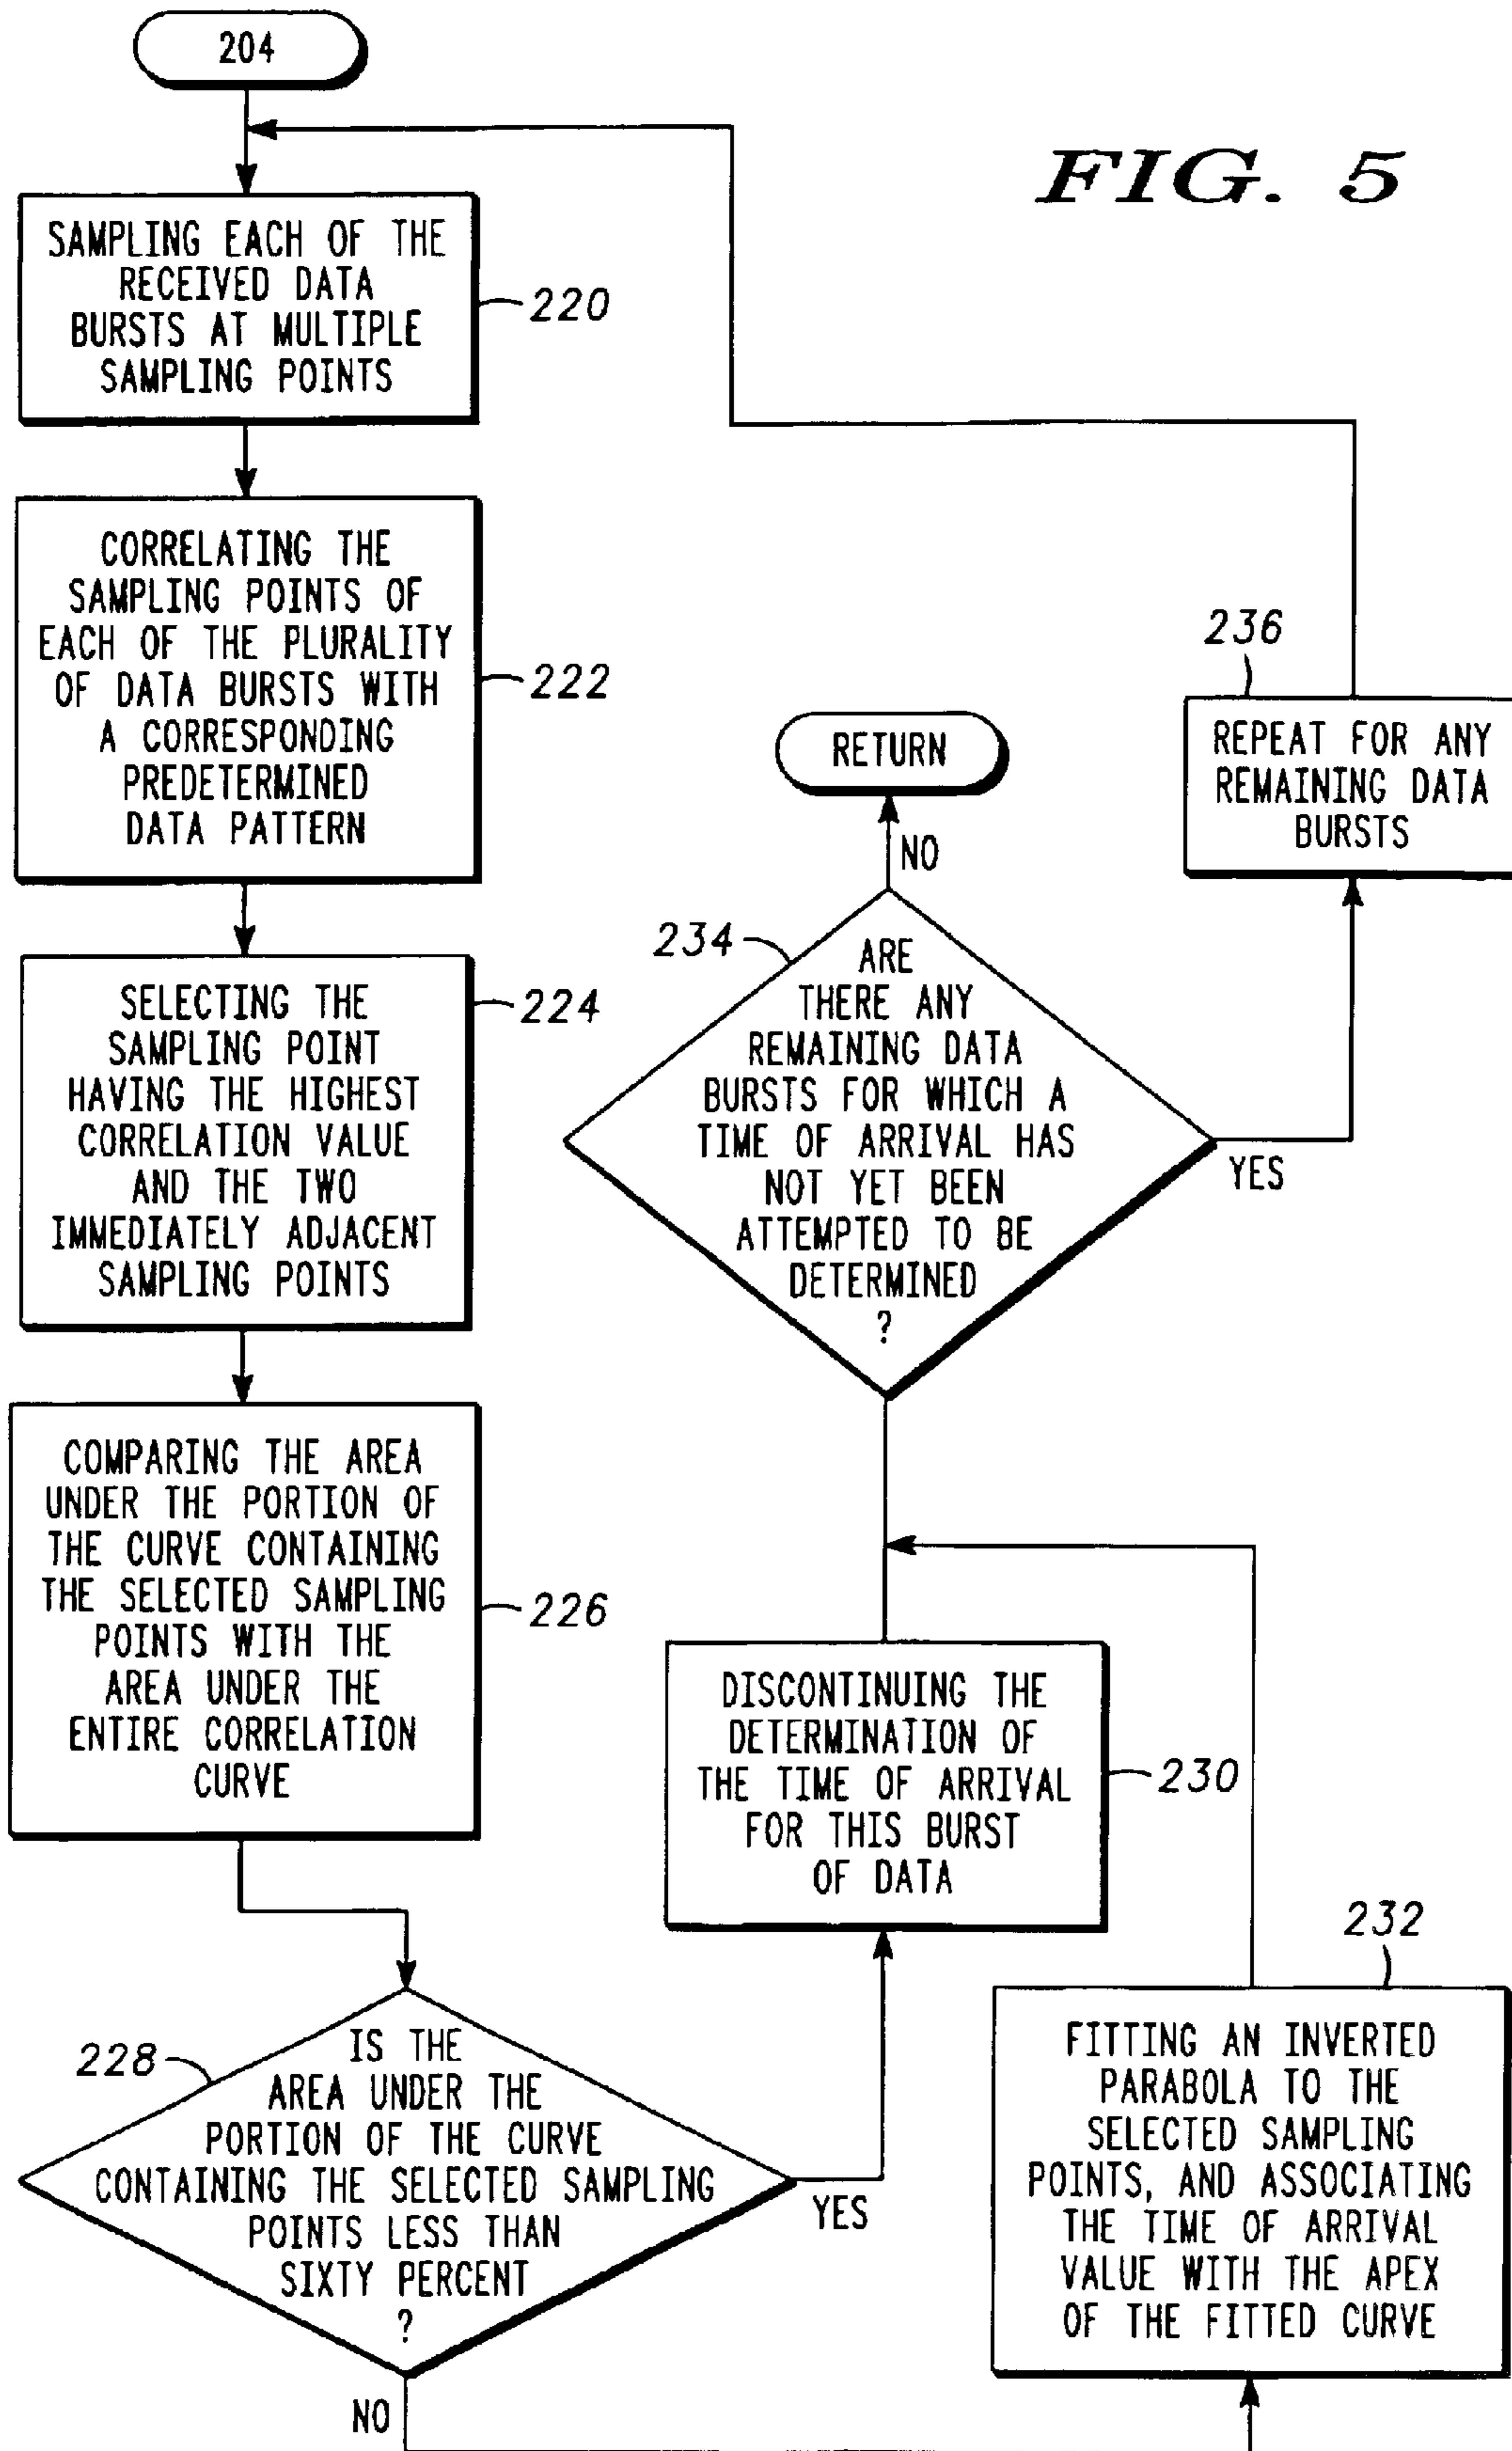 204
FIG. 5
SAMPLING EACH OF THE
RECEIVED DATA
BURSTS AT MULTIPLE
SAMPLING POINTS
220
CORRELATING THE
SAMPLING POINTS OF
EACH OF THE PLURALITY
OF DATA BURSTS WITH
A CORRESPONDING
PREDETERMINED
DATA PATTERN
222
SELECTING THE
SAMPLING POINT
HAVING THE HIGHEST
CORRELATION VALUE
AND THE TWO
IMMEDIATELY ADJACENT
SAMPLING POINTS
224
COMPARING THE AREA
UNDER THE PORTION OF
THE CURVE CONTAINING
THE SELECTED SAMPLING
POINTS WITH THE
AREA UNDER THE
ENTIRE CORRELATION
CURVE
226
228
IS THE
AREA UNDER THE
PORTION OF THE CURVE
CONTAINING THE SELECTED SAMPLING
POINTS LESS THAN
SIXTY PERCENT
?
YES
NO
DISCONTINUING THE
DETERMINATION OF
THE TIME OF ARRIVAL
FOR THIS BURST
OF DATA
230
232
FITTING AN INVERTED
PARABOLA TO THE
SELECTED SAMPLING
POINTS, AND ASSOCIATING
THE TIME OF ARRIVAL
VALUE WITH THE APEX
OF THE FITTED CURVE
234
ARE
THERE ANY
REMAINING DATA
BURSTS FOR WHICH A
TIME OF ARRIVAL HAS
NOT YET BEEN
ATTEMPTED TO BE
DETERMINED
?
YES
NO
RETURN
236
REPEAT FOR ANY
REMAINING DATA
BURSTS